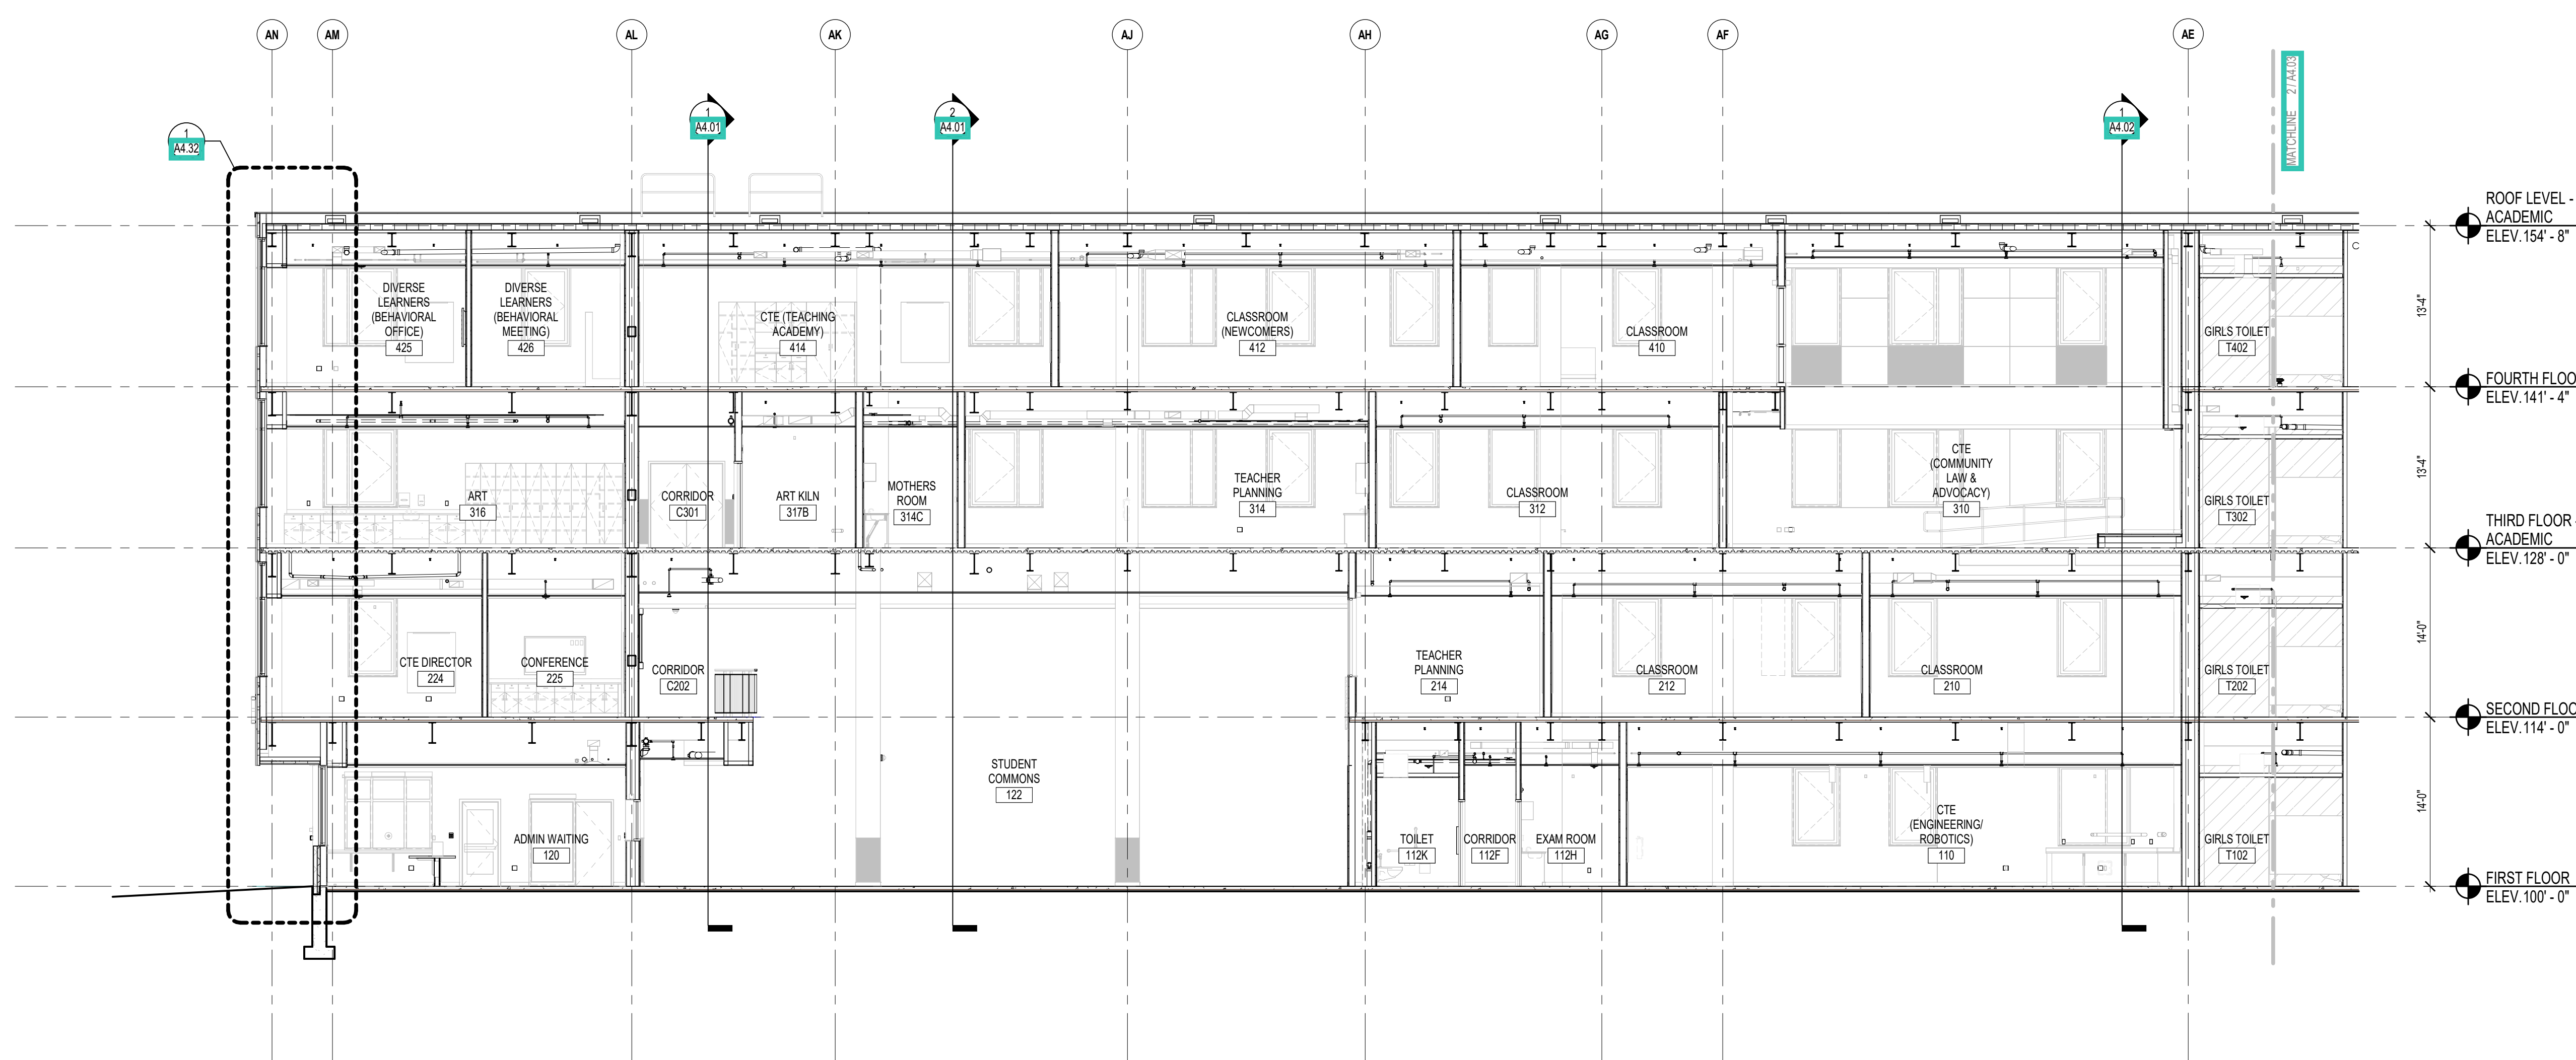 AN
AM
AL
AK
AJ
AH
AG
AF
AE
MATCHLINE 2 / A4.03
1
A4.32
1
A4.01
2
A4.01
1
A4.02
ROOF LEVEL -
ACADEMIC
ELEV.154' - 8"
13'-4"
DIVERSE
LEARNERS
(BEHAVIORAL
OFFICE)
425
DIVERSE
LEARNERS
(BEHAVIORAL
MEETING)
426
CTE (TEACHING
ACADEMY)
414
CLASSROOM
(NEWCOMERS)
412
CLASSROOM
410
GIRLS TOILET
T402
FOURTH FLOO
ELEV.141' - 4"
13'-4"
ART
316
CORRIDOR
C301
ART KILN
317B
MOTHERS
ROOM
314C
TEACHER
PLANNING
314
CLASSROOM
312
CTE
(COMMUNITY
LAW &
ADVOCACY)
310
GIRLS TOILET
T302
THIRD FLOOR
ACADEMIC
ELEV.128' - 0"
14'-0"
CTE DIRECTOR
224
CONFERENCE
225
CORRIDOR
C202
TEACHER
PLANNING
214
CLASSROOM
212
CLASSROOM
210
GIRLS TOILET
T202
SECOND FLOO
ELEV.114' - 0"
14'-0"
ADMIN WAITING
120
STUDENT
COMMONS
122
TOILET
112K
CORRIDOR
112F
EXAM ROOM
112H
CTE
(ENGINEERING/
ROBOTICS)
110
GIRLS TOILET
T102
FIRST FLOOR
ELEV.100' - 0"